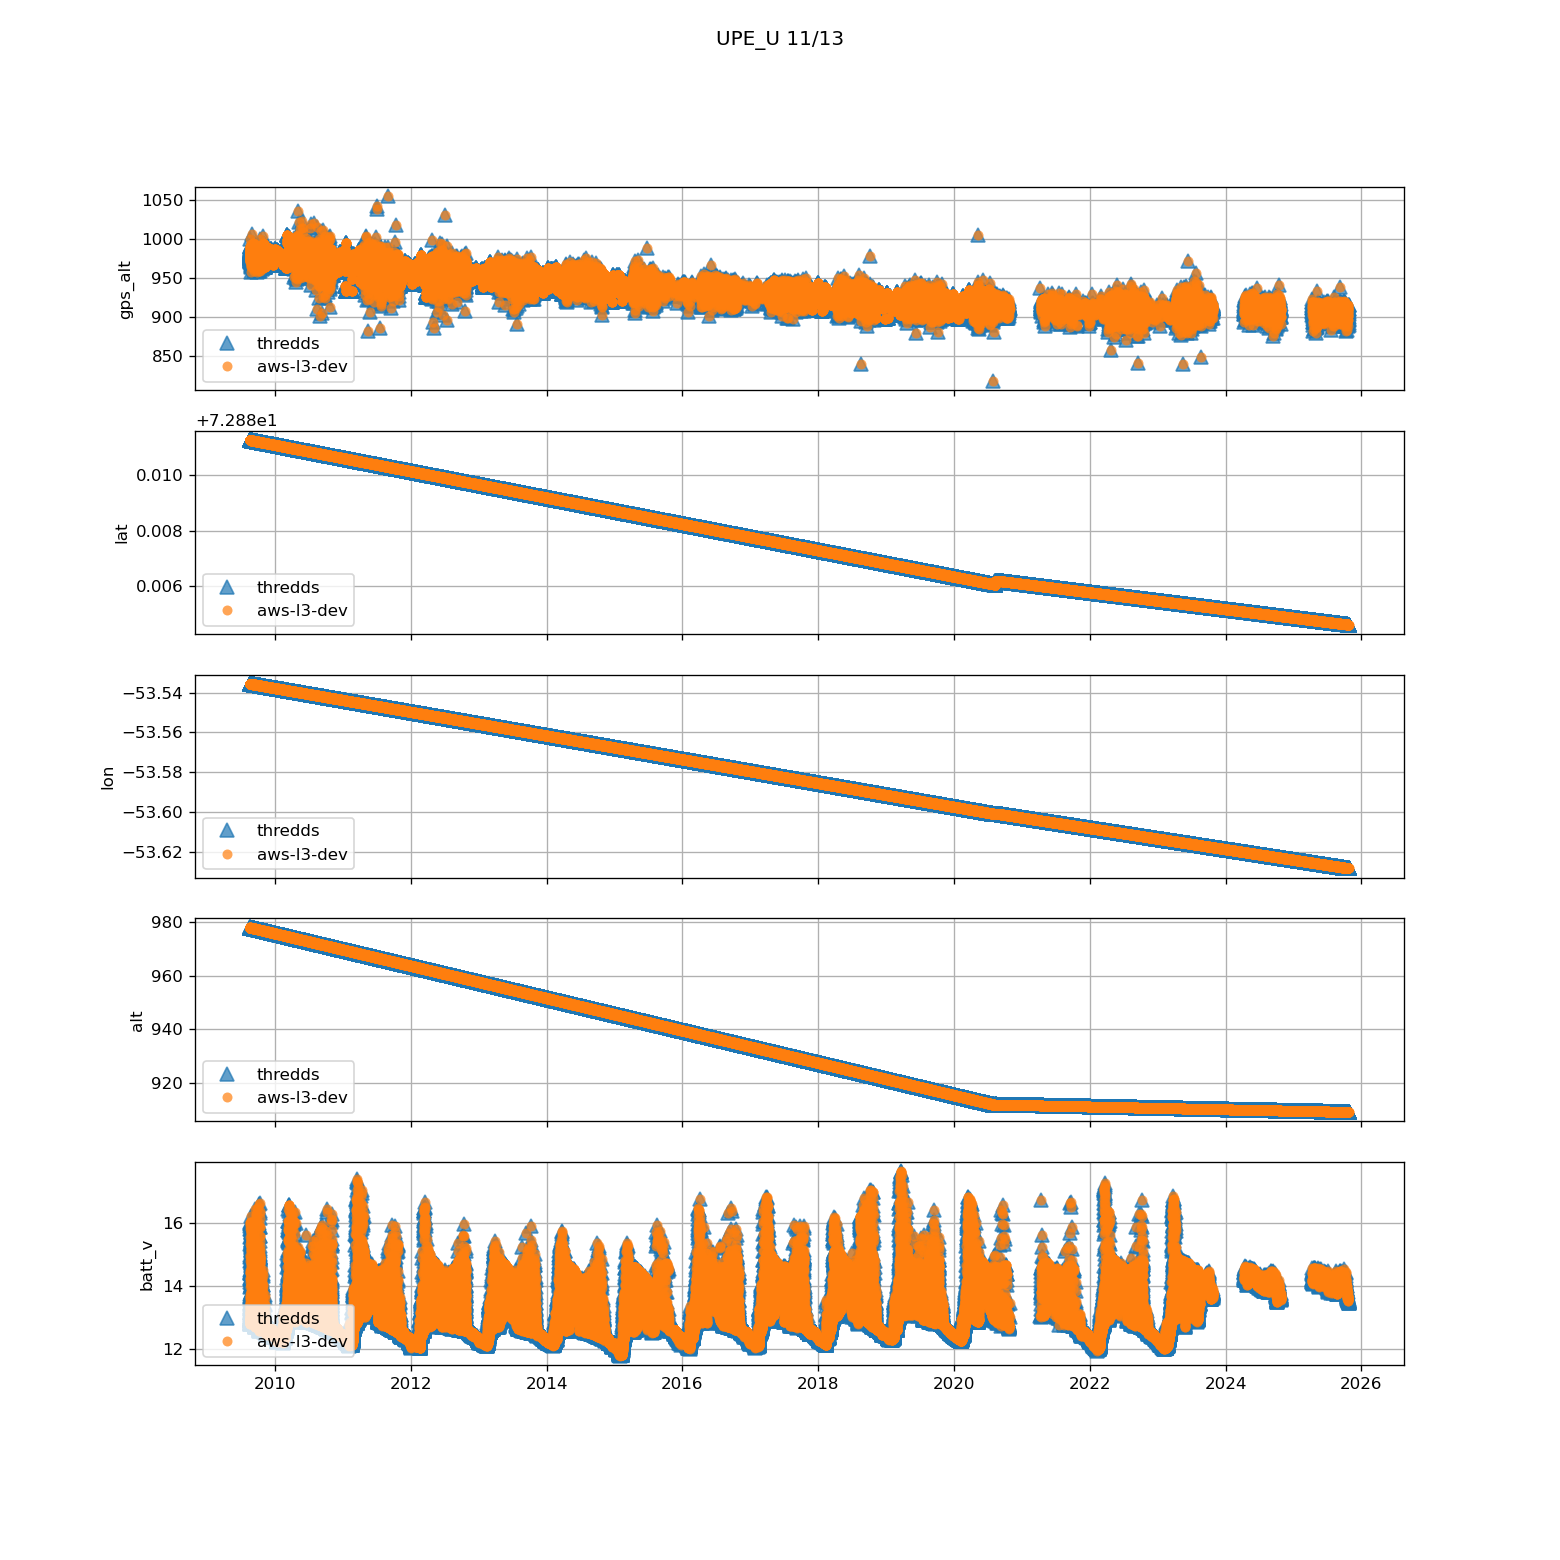 UPE_U 11/13
1050
1000
950
900
850
gps_alt
thredds
aws-l3-dev
+7.288e1
0.010
0.008
0.006
lat
thredds
aws-l3-dev
−53.54
−53.56
−53.58
−53.60
−53.62
lon
thredds
aws-l3-dev
980
960
940
920
alt
thredds
aws-l3-dev
16
14
12
batt_v
thredds
aws-l3-dev
2010 2012 2014 2016 2018 2020 2022 2024 2026